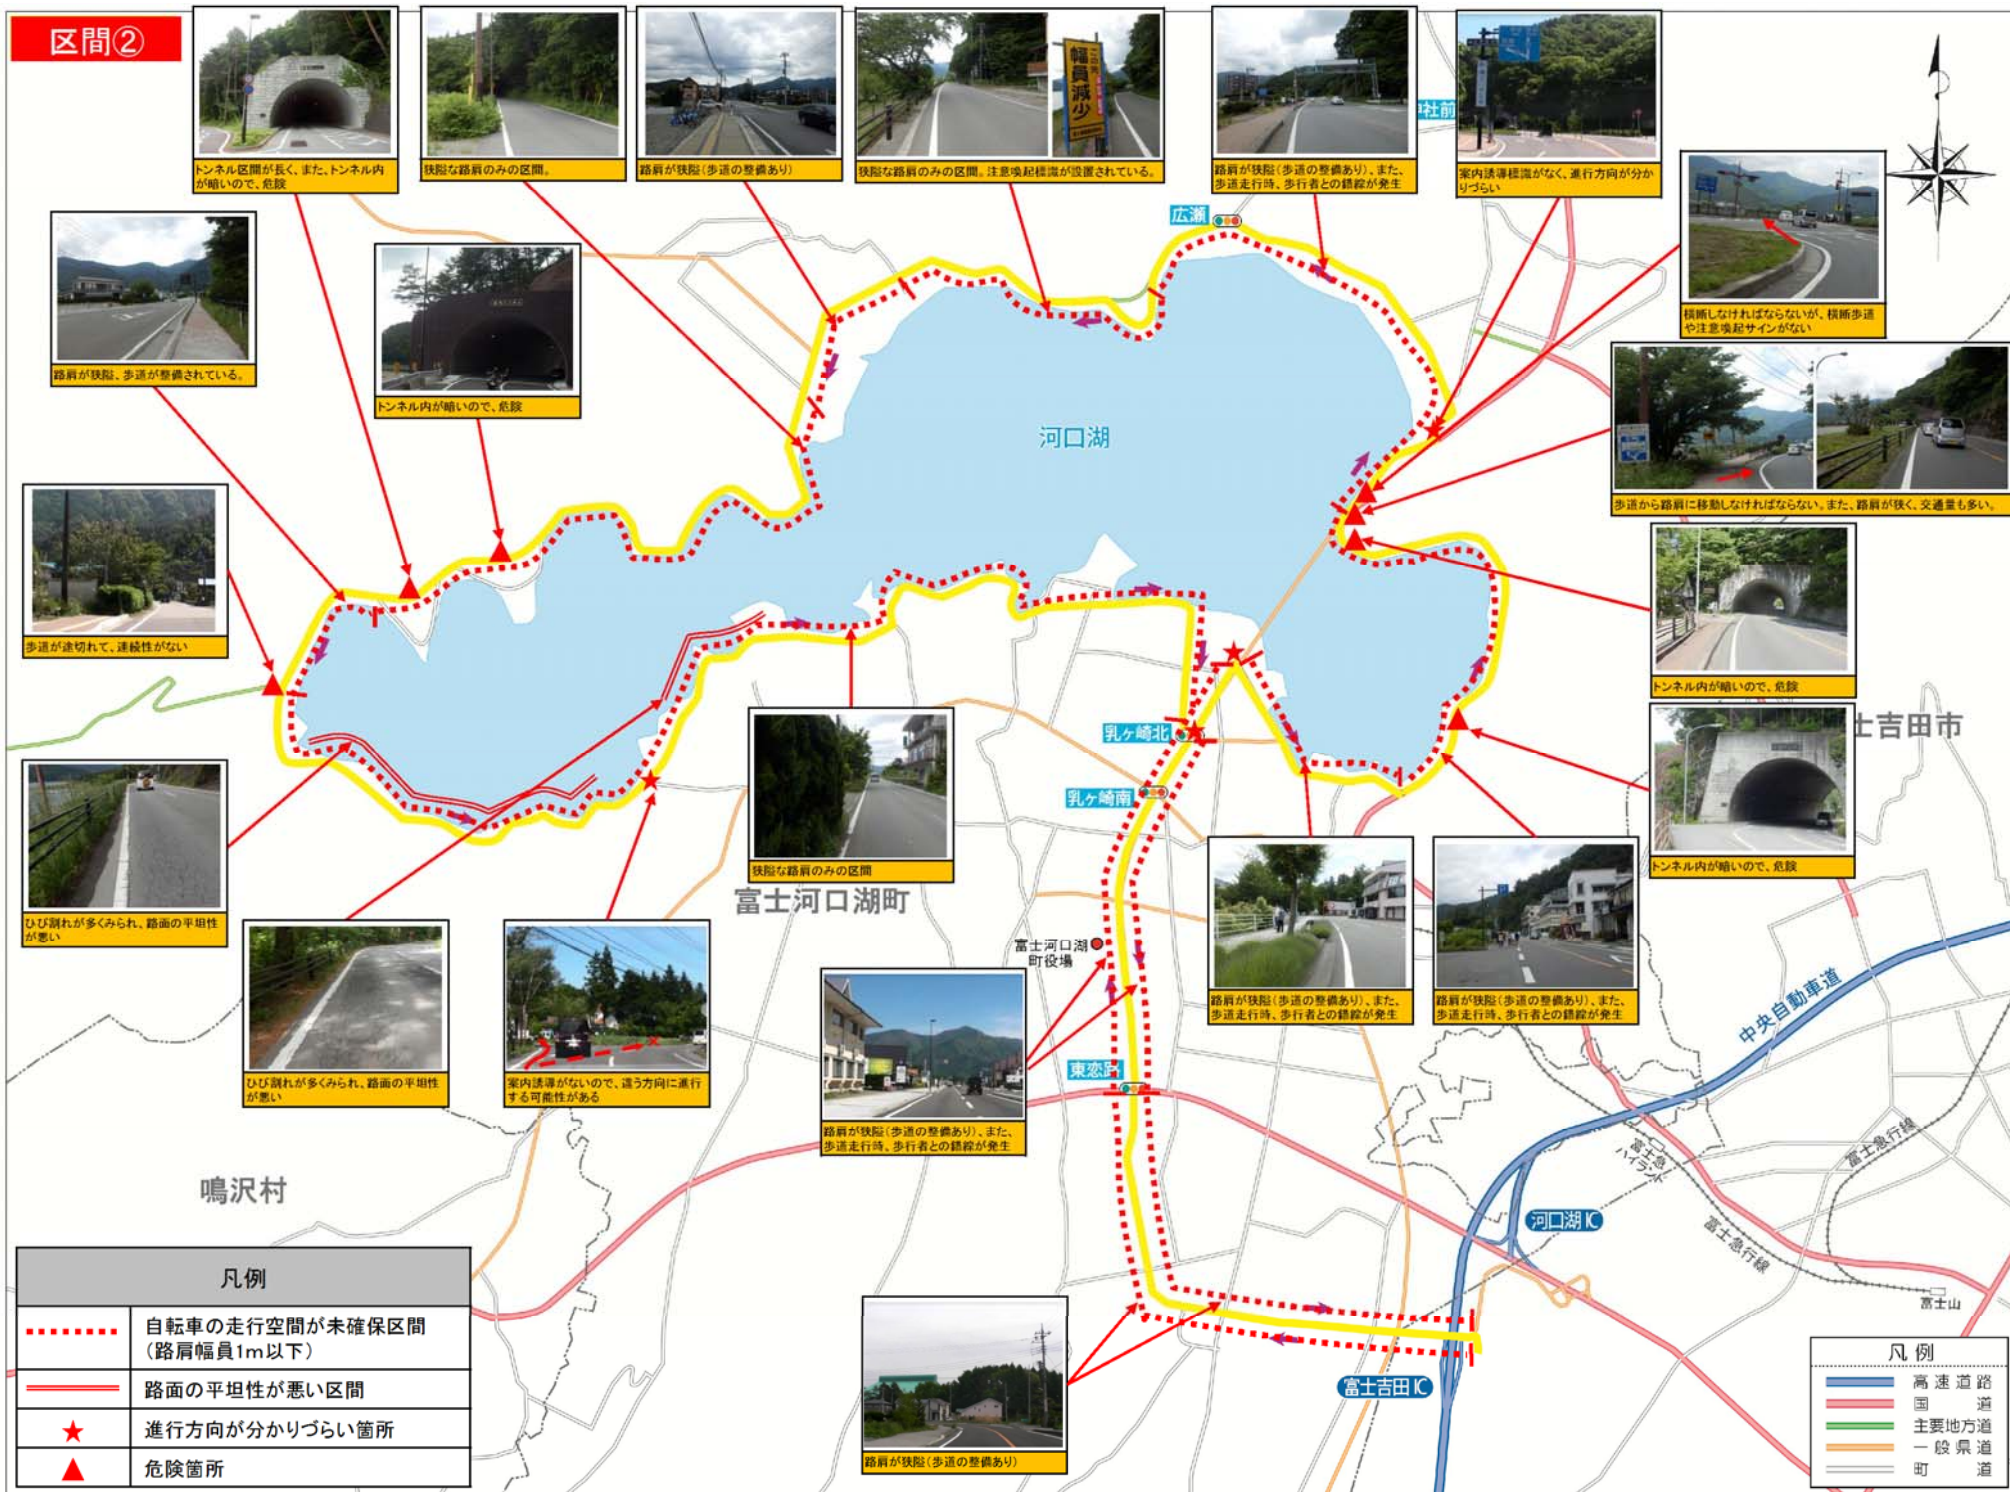 区間②
トンネル区間が長く、また、トンネル内
が暗いので、危険
狭隘な路肩のみの区間。
路肩が狭隘(歩道の整備あり)
幅員減少
狭隘な路肩のみの区間。注意喚起標識が設置されている。
路肩が狭隘(歩道の整備あり)、また、
歩道走行時、歩行者との錯綜が発生
社前
案内誘導標識がなく、進行方向が分か
りづらい
横断しなければならないが、横断歩道
や注意喚起サインがない
路肩が狭隘、歩道が整備されている。
トンネル内が暗いので、危険
広瀬
歩道から路肩に移動しなければならない。また、路肩が狭く、交通量も多い。
河口湖
歩道が途切れて、連続性がない
トンネル内が暗いので、危険
トンネル内が暗いので、危険
士吉田市
乳ヶ崎北
乳ヶ崎南
狭隘な路肩のみの区間
富士河口湖町
ひび割れが多くみられ、路面の平坦性
が悪い
ひび割れが多くみられ、路面の平坦性
が悪い
案内誘導がないので、違う方向に進行
する可能性がある
富士河口湖
町役場
路肩が狭隘(歩道の整備あり)、また、
歩道走行時、歩行者との錯綜が発生
路肩が狭隘(歩道の整備あり)、また、
歩道走行時、歩行者との錯綜が発生
路肩が狭隘(歩道の整備あり)、また、
歩道走行時、歩行者との錯綜が発生
東恋路
中央自動車道
富士急
ハイランド
富士急行線
富士急行線
河口湖IC
富士山
鳴沢村
富士吉田IC
路肩が狭隘(歩道の整備あり)
凡例
自転車の走行空間が未確保区間
(路肩幅員1m以下)
路面の平坦性が悪い区間
進行方向が分かりづらい箇所
危険箇所
凡例
高速道路
国道
主要地方道
一般県道
町道